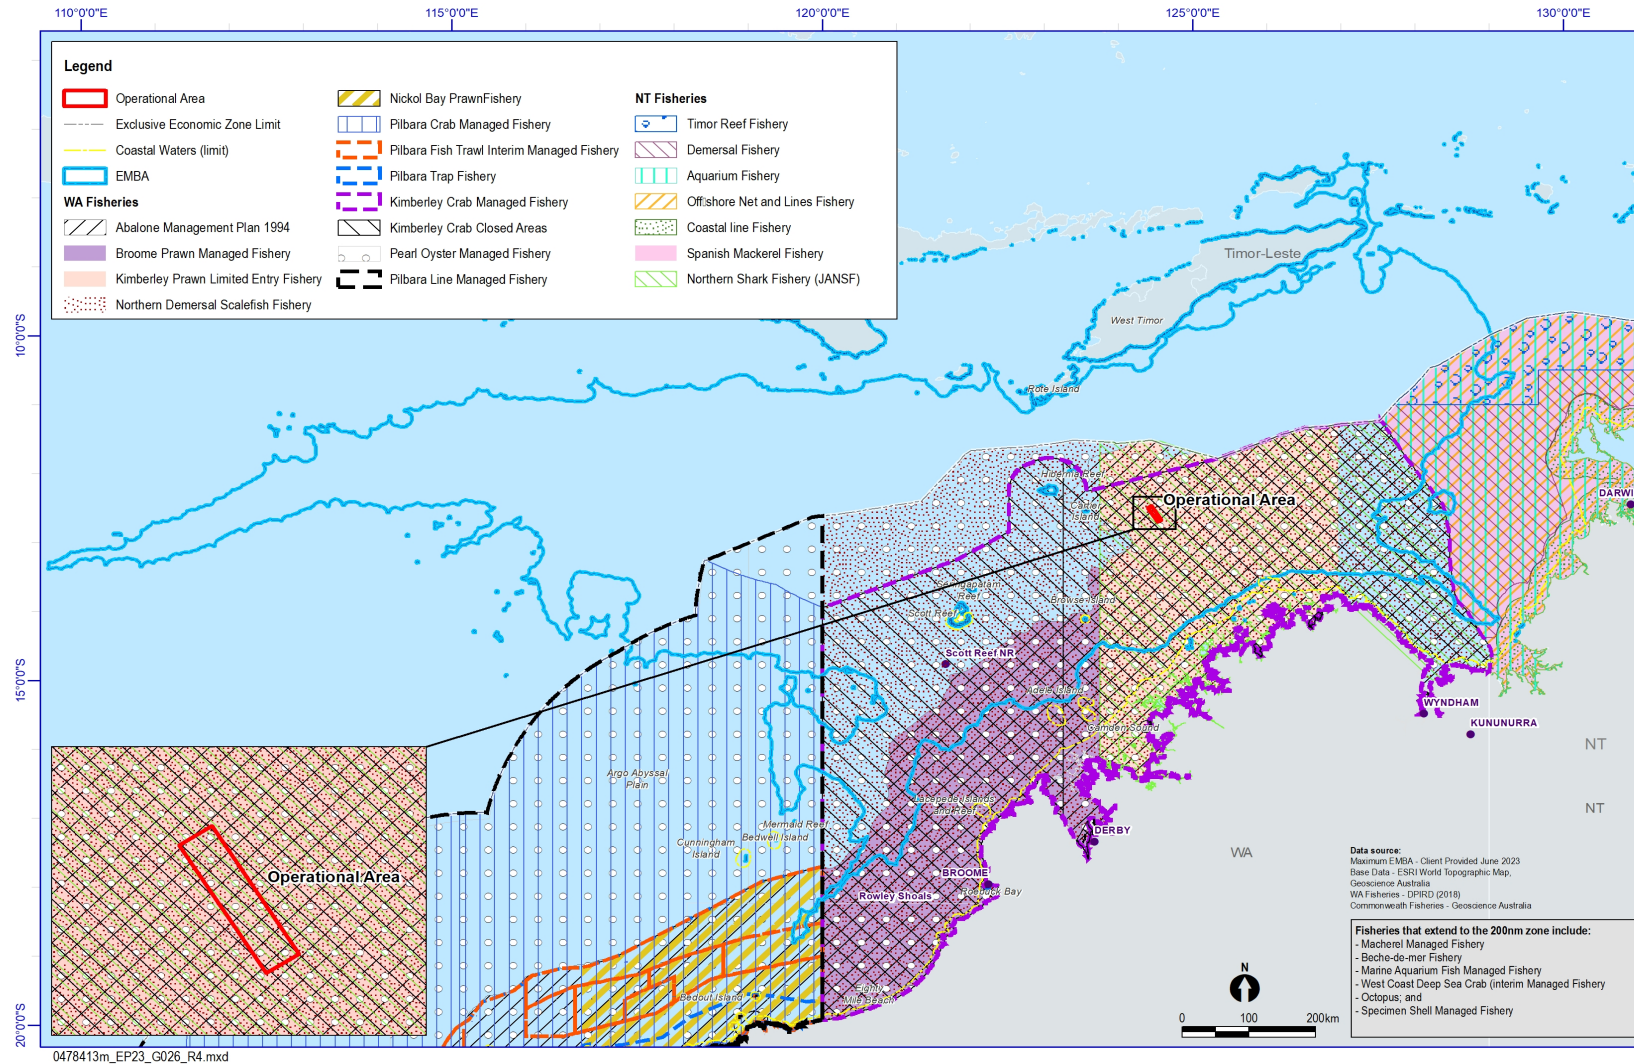 110°0'0"E 115°0'0"E 120°0'0"E 125°0'0"E 130°0'0"E
Legend
Operational Area
Exclusive Economic Zone Limit
Coastal Waters (limit)
EMBA
WA Fisheries
Abalone Management Plan 1994
Broome Prawn Managed Fishery
Kimberley Prawn Limited Entry Fishery
Northern Demersal Scalefish Fishery
Nickol Bay PrawnFishery
Pilbara Crab Managed Fishery
Pilbara Fish Trawl Interim Managed Fishery
Pilbara Trap Fishery
Kimberley Crab Managed Fishery
Kimberley Crab Closed Areas
Pearl Oyster Managed Fishery
Pilbara Line Managed Fishery
NT Fisheries
Timor Reef Fishery
Demersal Fishery
Aquarium Fishery
Off▯shore Net and Lines Fishery
Coastal line Fishery
Spanish Mackerel Fishery
Northern Shark Fishery (JANSF)
10°0'0"S
15°0'0"S
20°0'0"S
Timor-Leste
West Timor
Rote Island
Hibernia Reef
Cartier
Island
Operational Area
DARWI
Seringapatam
Reef
Scott Reef
Browse Island
Scott Reef NR
Adele Island
Camden Sound
WYNDHAM
KUNUNURRA
NT
NT
WA
Argo Abyssal
Plain
Lacepede Islands
and Reef
Mermaid Reef
Bedwell Island
Cunningham
Island
DERBY
BROOME
Roebuck Bay
Rowley Shoals
Operational Area
Bedout Island
Eighty
Mile Beach
Data source:
Maximum EMBA - Client Provided June 2023
Base Data - ESRI World Topographic Map,
Geoscience Australia
WA Fisheries - DPIRD (2018)
Commonweath Fisheries - Geoscience Australia
Fisheries that extend to the 200nm zone include:
- Macherel Managed Fishery
- Beche-de-mer Fishery
- Marine Aquarium Fish Managed Fishery
- West Coast Deep Sea Crab (interim Managed Fishery
- Octopus; and
- Specimen Shell Managed Fishery
N
0 100 200km
0478413m_EP23_G026_R4.mxd